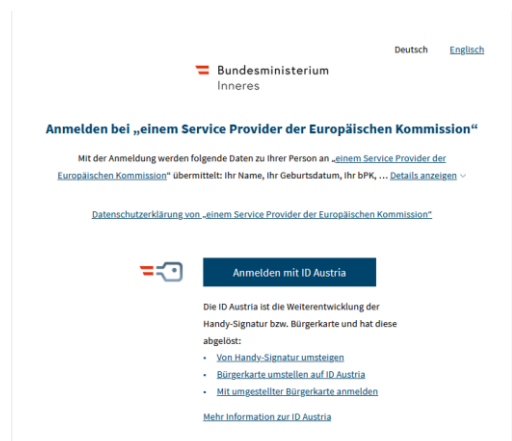 Deutsch Englisch
Bundesministerium
Inneres
Anmelden bei „einem Service Provider der Europäischen Kommission“
Mit der Anmeldung werden folgende Daten zu Ihrer Person an „einem Service Provider der
Europäischen Kommission“ übermittelt: Ihr Name, Ihr Geburtsdatum, Ihr bPK, ... Details anzeigen
Datenschutzerklärung von „einem Service Provider der Europäischen Kommission“
Anmelden mit ID Austria
Die ID Austria ist die Weiterentwicklung der
Handy-Signatur bzw. Bürgerkarte und hat diese
abgelöst:
• Von Handy-Signatur umsteigen
• Bürgerkarte umstellen auf ID Austria
• Mit umgestellter Bürgerkarte anmelden
Mehr Information zur ID Austria